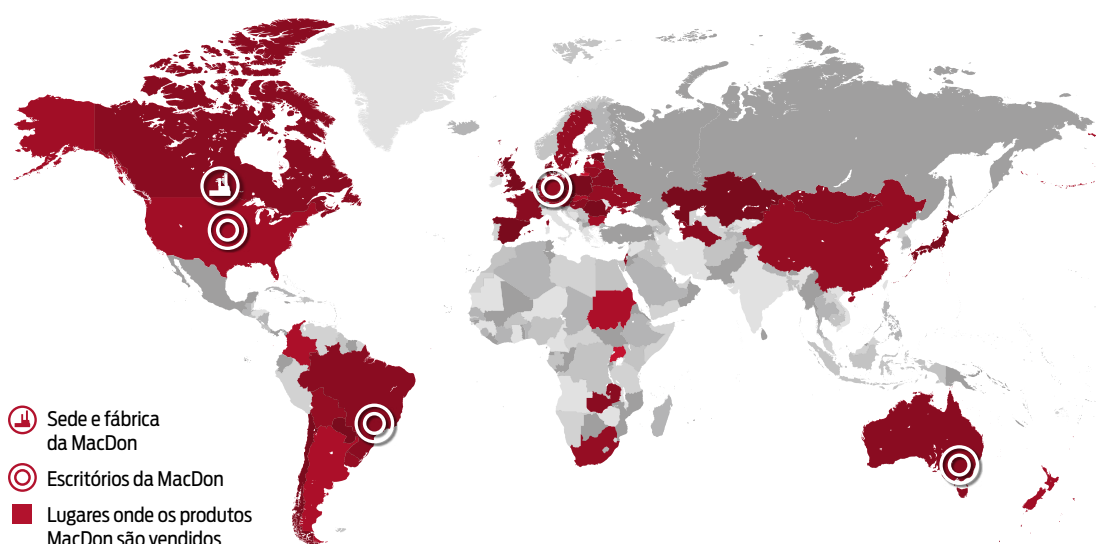 Sede e fábrica
da MacDon
Escritórios da MacDon
Lugares onde os produtos
MacDon são vendidos